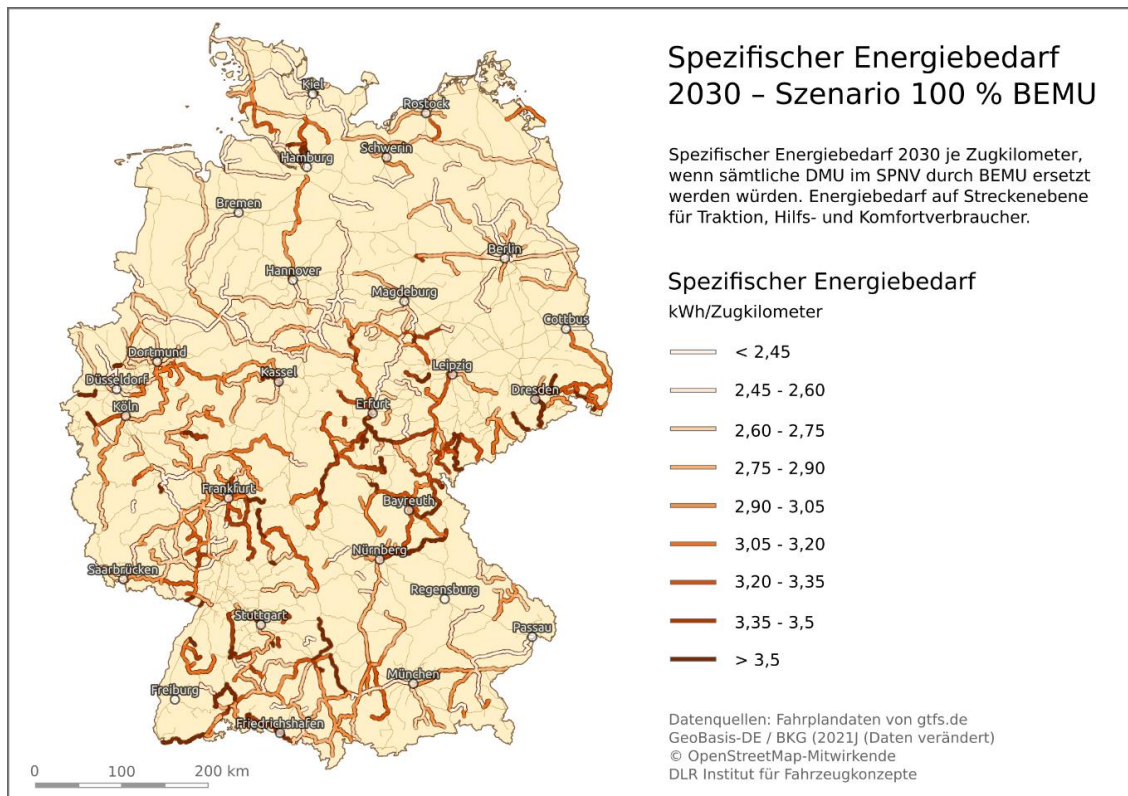 Spezifischer Energiebedarf
2030 – Szenario 100 % BEMU
Spezifischer Energiebedarf 2030 je Zugkilometer,
wenn sämtliche DMU im SPNV durch BEMU ersetzt
werden würden. Energiebedarf auf Streckenebene
für Traktion, Hilfs- und Komfortverbraucher.
Spezifischer Energiebedarf
kWh/Zugkilometer
< 2,45
2,45 - 2,60
2,60 - 2,75
2,75 - 2,90
2,90 - 3,05
3,05 - 3,20
3,20 - 3,35
3,35 - 3,5
> 3,5
Datenquellen: Fahrplandaten von gtfs.de
GeoBasis-DE / BKG (2021J (Daten verändert)
© OpenStreetMap-Mitwirkende
DLR Institut für Fahrzeugkonzepte
Kiel
Rostock
Schwerin
Hamburg
Bremen
Berlin
Hannover
Magdeburg
Cottbus
Dortmund
Düsseldorf
Kassel
Leipzig
Dresden
Köln
Erfurt
Frankfurt
Bayreuth
Nürnberg
Saarbrücken
Regensburg
Stuttgart
Passau
München
Freiburg
Friedrichshafen
0 100 200 km